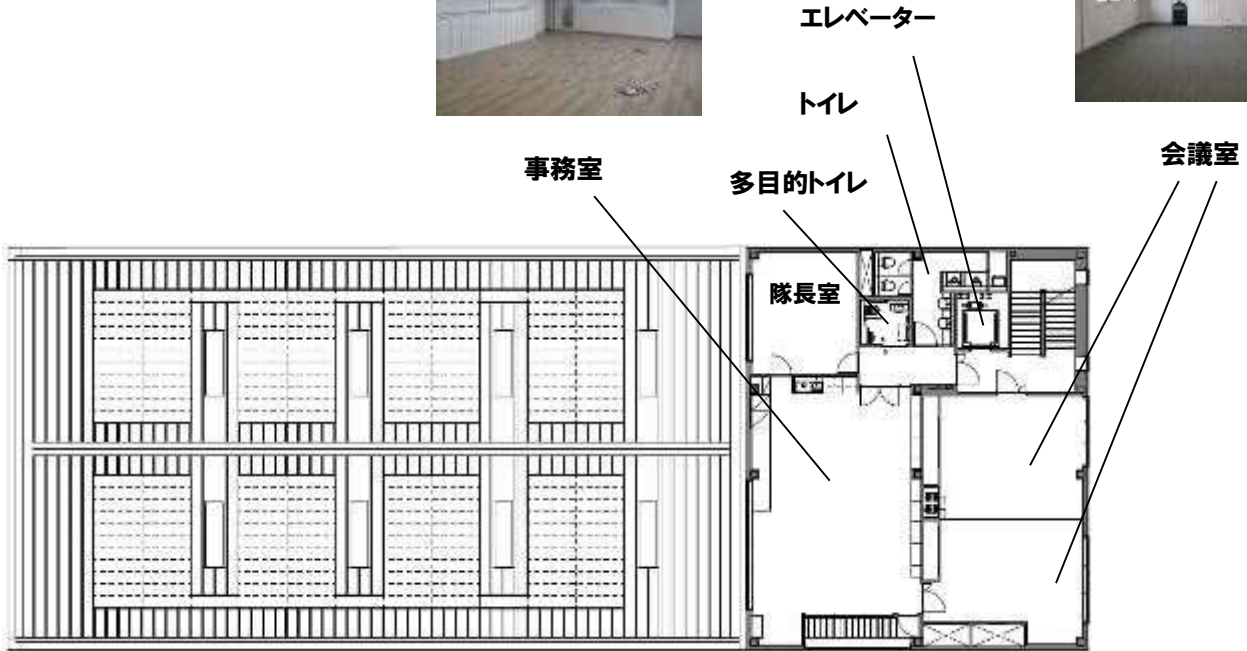 エレベーター
トイレ
会議室
事務室
多目的トイレ
隊長室